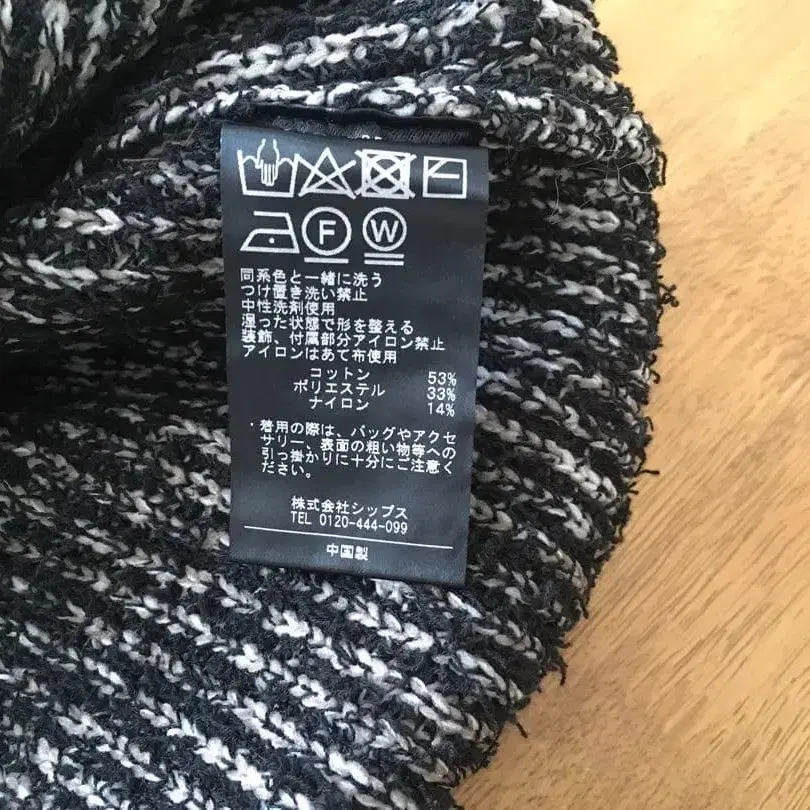 F W
同系色と一緒に洗う
つけ置き洗い禁止
中性洗剤使用
湿った状態で形を整える
装飾、付属部分アイロン禁止
アイロンはあて布使用
コットン 53%
ポリエステル 33%
ナイロン 14%
・着用の際は、バッグやアクセ
サリー、表面の粗い物等への
引っ掛かりに十分にご注意く
ださい。
株式会社シップス
TEL 0120-444-099
中国製